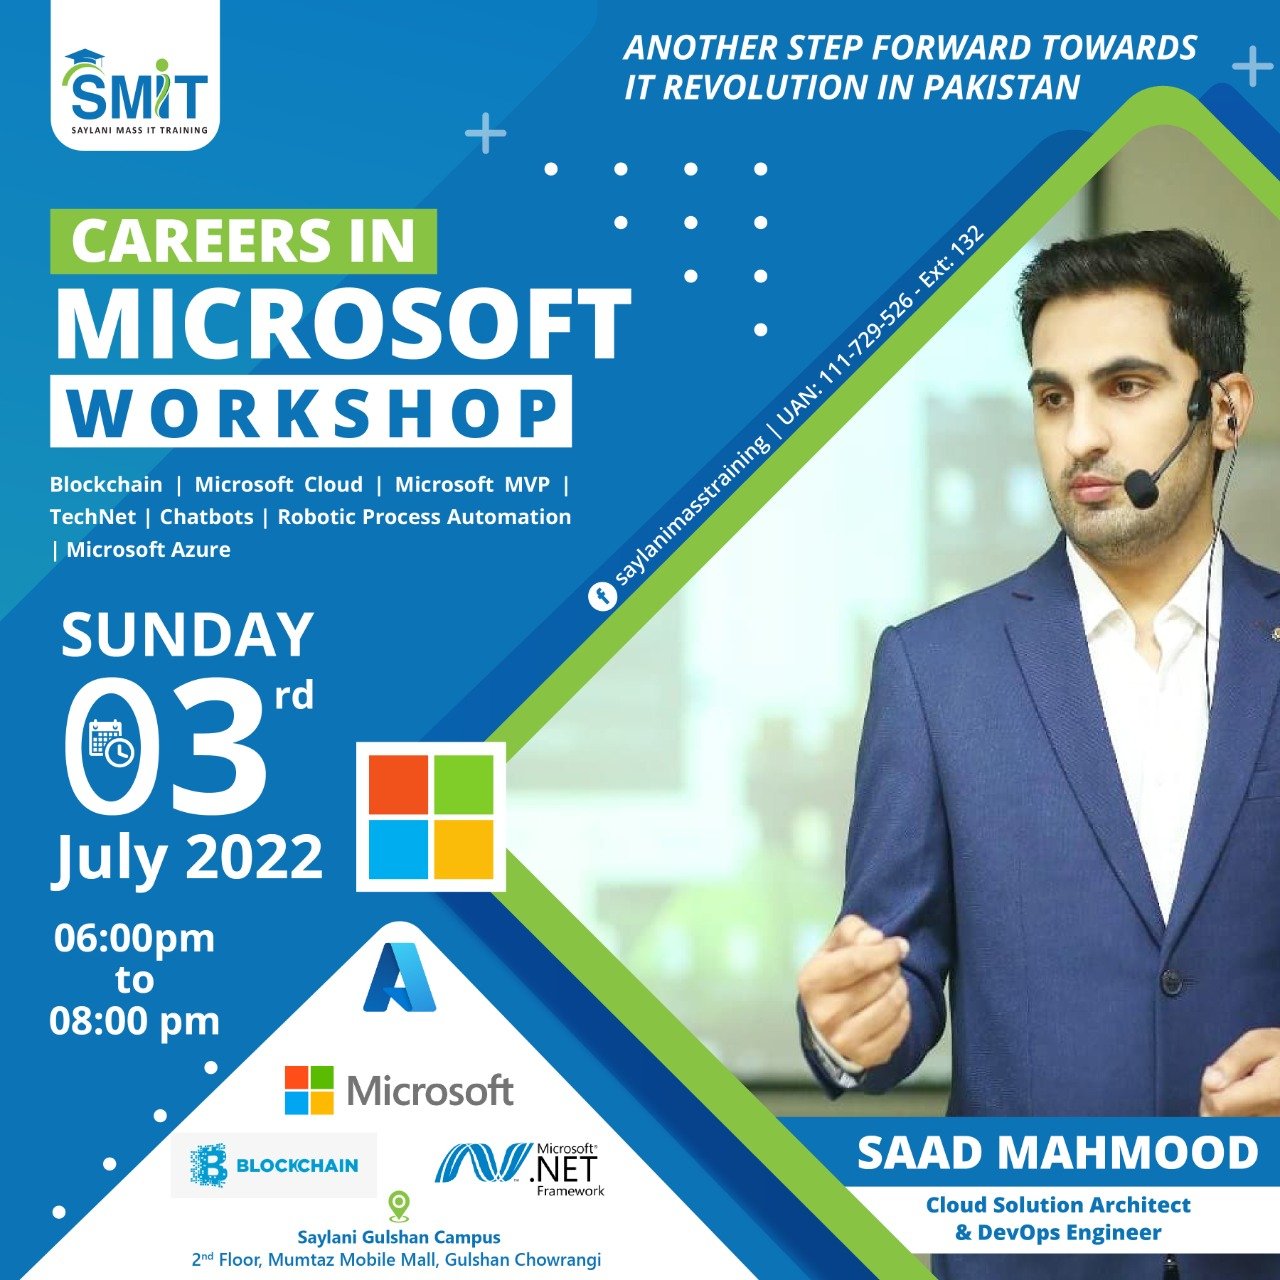 SMIT
SAYLANI MASS IT TRAINING
ANOTHER STEP FORWARD TOWARDS
IT REVOLUTION IN PAKISTAN
CAREERS IN
MICROSOFT
WORKSHOP
Blockchain | Microsoft Cloud | Microsoft MVP |
TechNet | Chatbots | Robotic Process Automation
| Microsoft Azure
f saylanimasstraining | UAN: 111-729-526 - Ext: 132
SUNDAY
03rd
July 2022
06:00pm
to
08:00 pm
Microsoft
BLOCKCHAIN
Microsoft®
.NET
Framework
Saylani Gulshan Campus
2nd Floor, Mumtaz Mobile Mall, Gulshan Chowrangi
SAAD MAHMOOD
Cloud Solution Architect
& DevOps Engineer